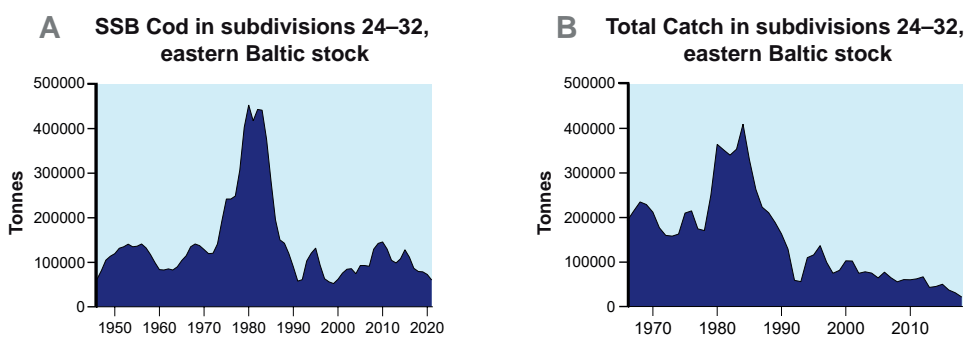 A
SSB Cod in subdivisions 24–32,
eastern Baltic stock
Tonnes
500000
400000
300000
200000
100000
0
1950 1960 1970 1980 1990 2000 2010 2020
B
Total Catch in subdivisions 24–32,
eastern Baltic stock
Tonnes
500000
400000
300000
200000
100000
0
1970 1980 1990 2000 2010